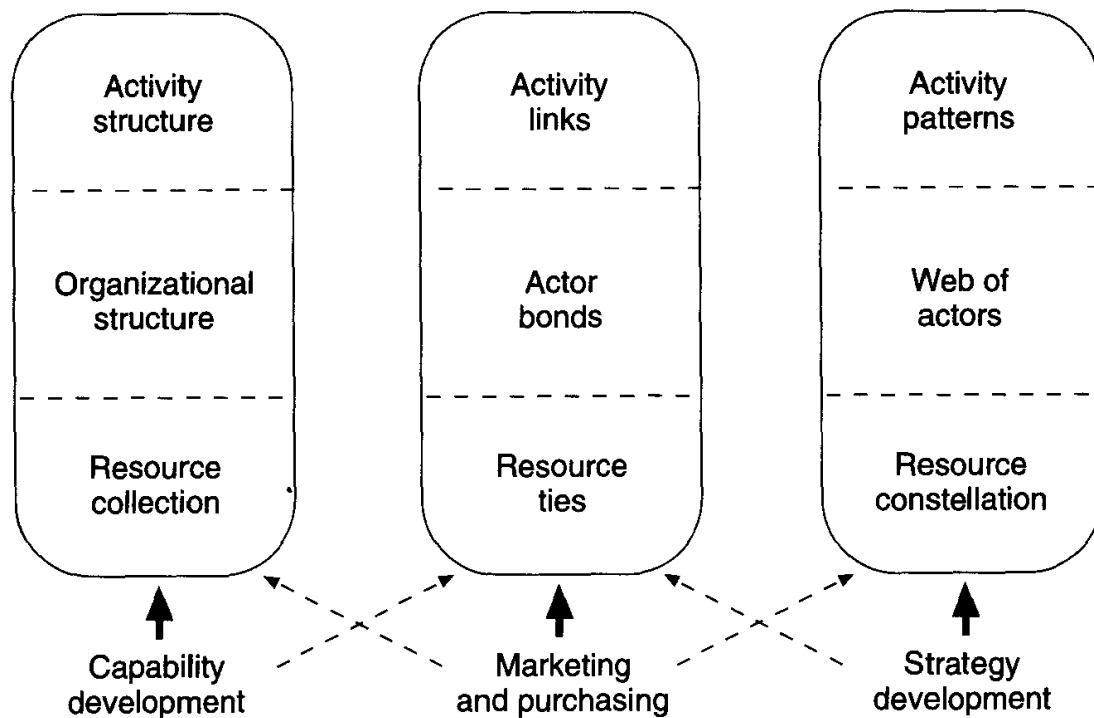 Activity
structure
Activity
links
Activity
patterns
Organizational
structure
Actor
bonds
Web of
actors
Resource
collection
Resource
ties
Resource
constellation
Capability
development
Marketing
and purchasing
Strategy
development